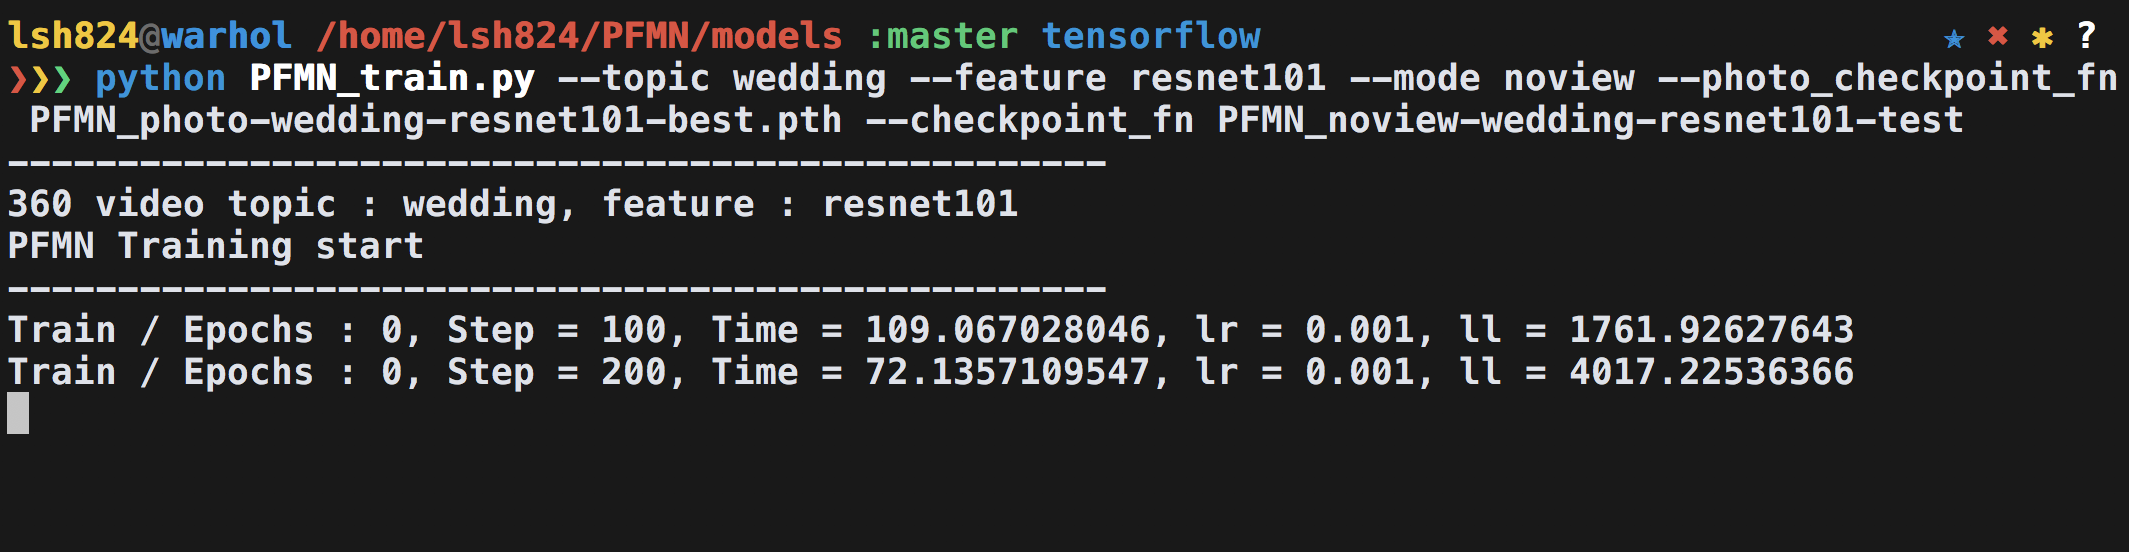 lsh824@warhol /home/lsh824/PFMN/models :master tensorflow ✭ ✖ ✱ ?
❯❯❯ python PFMN_train.py --topic wedding --feature resnet101 --mode noview --photo_checkpoint_fn
PFMN_photo-wedding-resnet101-best.pth --checkpoint_fn PFMN_noview-wedding-resnet101-test
--------------------------------------------------
360 video topic : wedding, feature : resnet101
PFMN Training start
--------------------------------------------------
Train / Epochs : 0, Step = 100, Time = 109.067028046, lr = 0.001, ll = 1761.92627643
Train / Epochs : 0, Step = 200, Time = 72.1357109547, lr = 0.001, ll = 4017.22536366